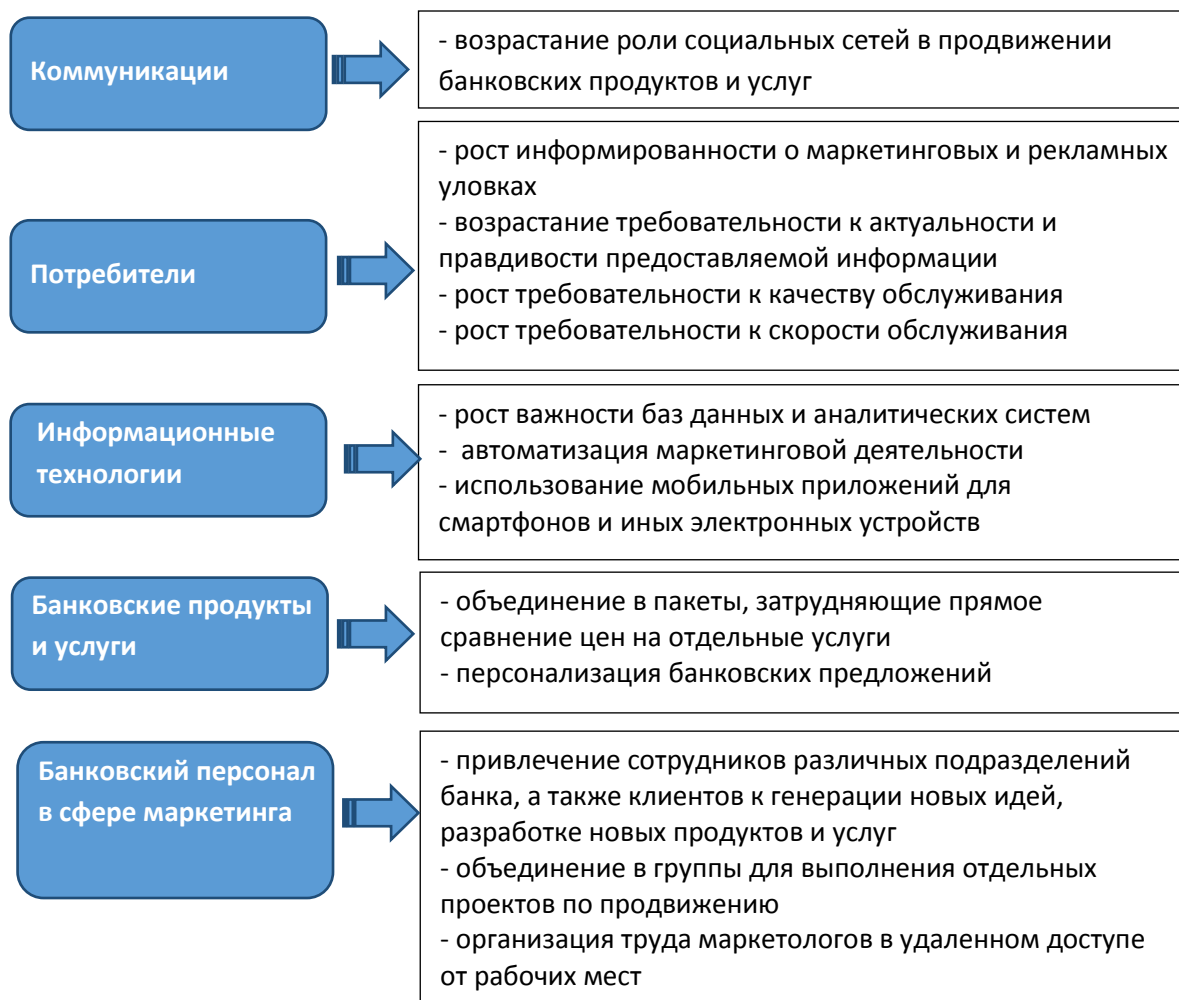 Коммуникации
- возрастание роли социальных сетей в продвижении
банковских продуктов и услуг
Потребители
- рост информированности о маркетинговых и рекламных
уловках
- возрастание требовательности к актуальности и
правдивости предоставляемой информации
- рост требовательности к качеству обслуживания
- рост требовательности к скорости обслуживания
Информационные
технологии
- рост важности баз данных и аналитических систем
- автоматизация маркетинговой деятельности
- использование мобильных приложений для
смартфонов и иных электронных устройств
Банковские продукты
и услуги
- объединение в пакеты, затрудняющие прямое
сравнение цен на отдельные услуги
- персонализация банковских предложений
Банковский персонал
в сфере маркетинга
- привлечение сотрудников различных подразделений
банка, а также клиентов к генерации новых идей,
разработке новых продуктов и услуг
- объединение в группы для выполнения отдельных
проектов по продвижению
- организация труда маркетологов в удаленном доступе
от рабочих мест